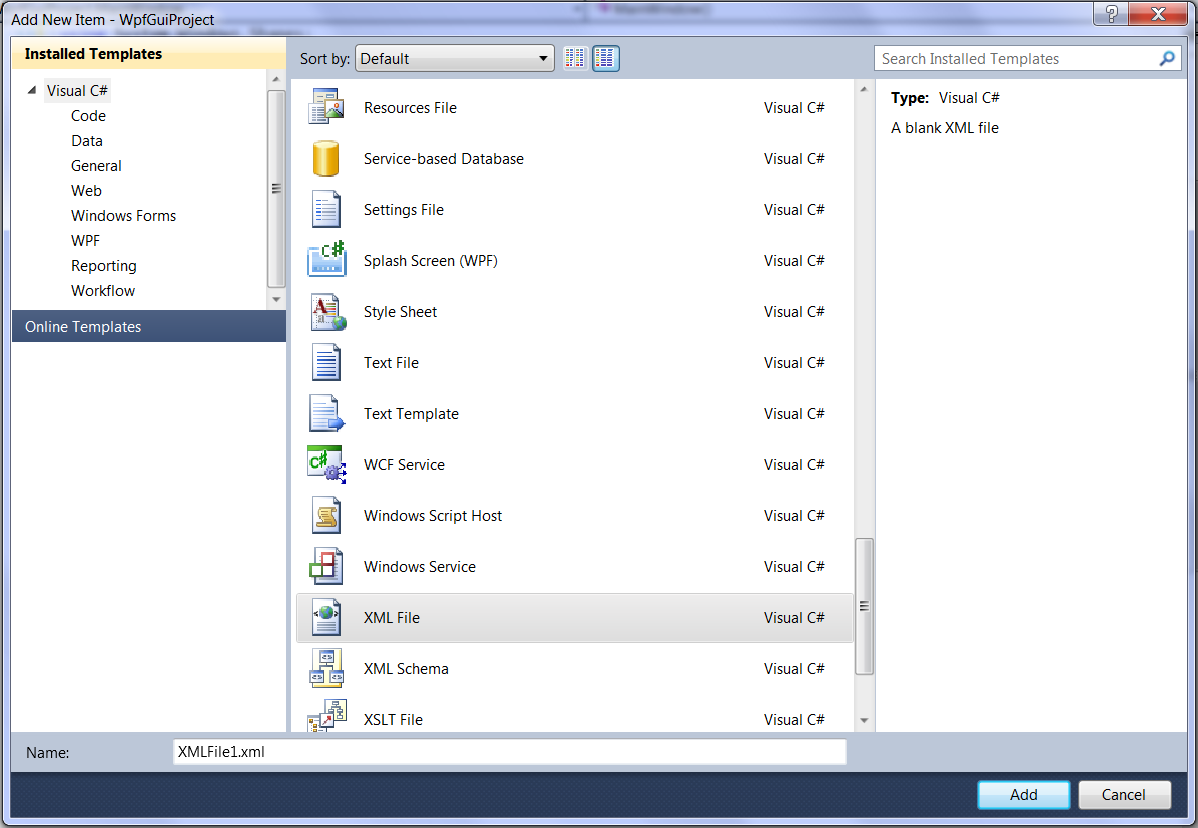 Add New Item - WpfGuiProject
Installed Templates
Sort by: Default
Search Installed Templates
Visual C#
Code
Data
General
Web
Windows Forms
WPF
Reporting
Workflow
Online Templates
Resources File Visual C#
Service-based Database Visual C#
Settings File Visual C#
Splash Screen (WPF) Visual C#
Style Sheet Visual C#
Text File Visual C#
Text Template Visual C#
WCF Service Visual C#
Windows Script Host Visual C#
Windows Service Visual C#
XML File Visual C#
XML Schema Visual C#
XSLT File Visual C#
Type: Visual C#
A blank XML file
Name: XMLFile1.xml
Add Cancel